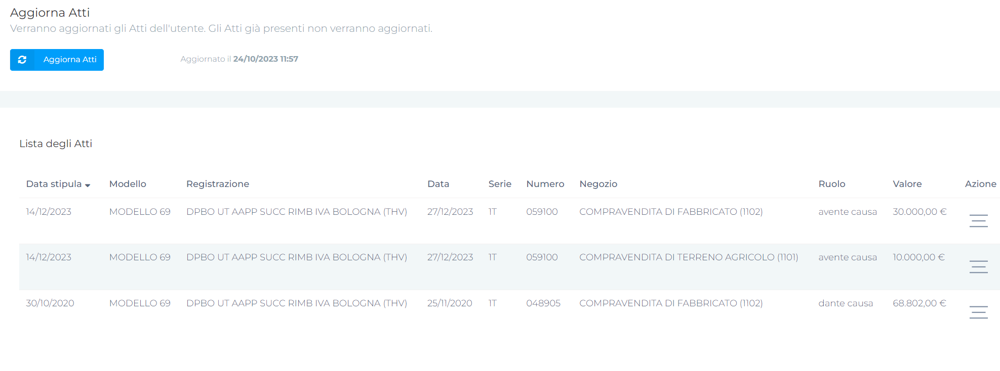 Aggiorna Atti
Verranno aggiornati gli Atti dell'utente. Gli Atti già presenti non verranno aggiornati.
Aggiorna Atti Aggiornato il 24/10/2023 11:57
Lista degli Atti
Data stipula Modello Registrazione Data Serie Numero Negozio Ruolo Valore Azione
14/12/2023 MODELLO 69 DPBO UT AAPP SUCC RIMB IVA BOLOGNA (THV) 27/12/2023 1T 059100 COMPRAVENDITA DI FABBRICATO (1102) avente causa 30.000,00 €
14/12/2023 MODELLO 69 DPBO UT AAPP SUCC RIMB IVA BOLOGNA (THV) 27/12/2023 1T 059100 COMPRAVENDITA DI TERRENO AGRICOLO (1101) avente causa 10.000,00 €
30/10/2020 MODELLO 69 DPBO UT AAPP SUCC RIMB IVA BOLOGNA (THV) 25/11/2020 1T 048905 COMPRAVENDITA DI FABBRICATO (1102) dante causa 68.802,00 €